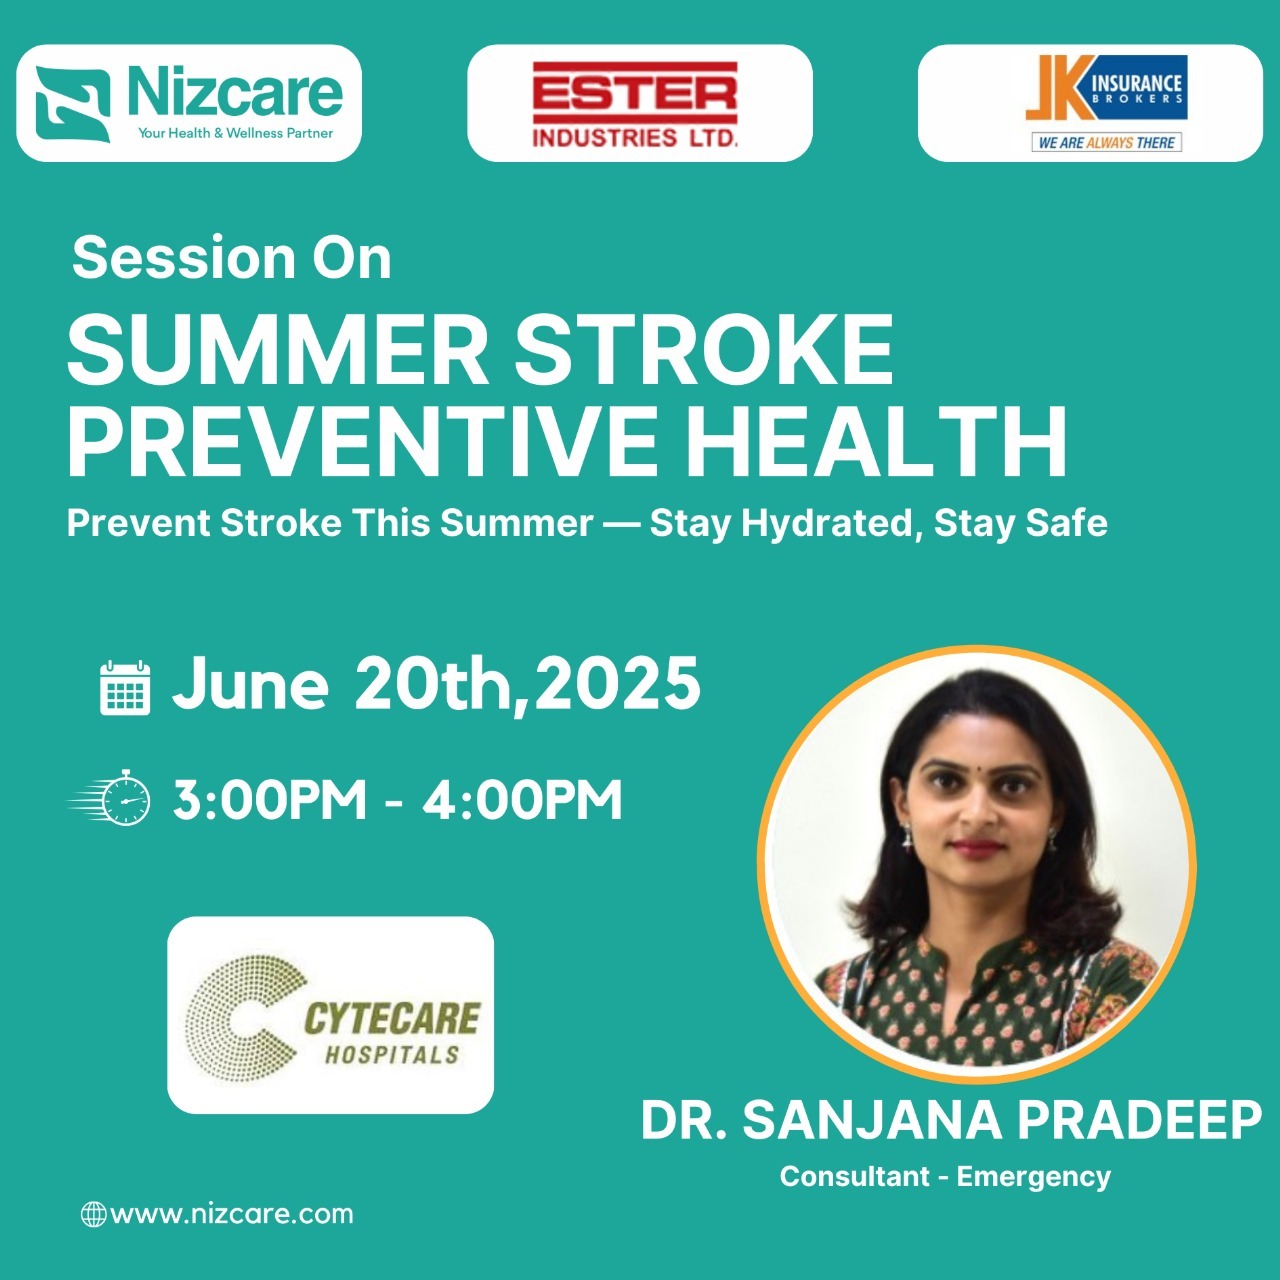 Nizcare
Your Health & Wellness Partner
ESTER
INDUSTRIES LTD.
JK INSURANCE
BROKERS
WE ARE ALWAYS THERE
Session On
SUMMER STROKE
PREVENTIVE HEALTH
Prevent Stroke This Summer — Stay Hydrated, Stay Safe
June 20th,2025
3:00PM - 4:00PM
CYTECARE
HOSPITALS
DR. SANJANA PRADEEP
Consultant - Emergency
www.nizcare.com